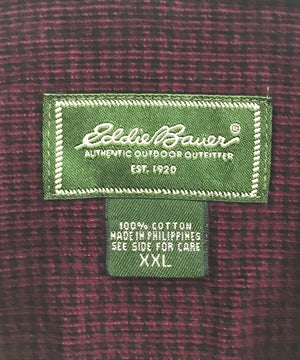 Eddie Bauer®
AUTHENTIC OUTDOOR OUTFITTER
EST. 1920
100% COTTON
MADE IN PHILIPPINES
SEE SIDE FOR CARE
XXL